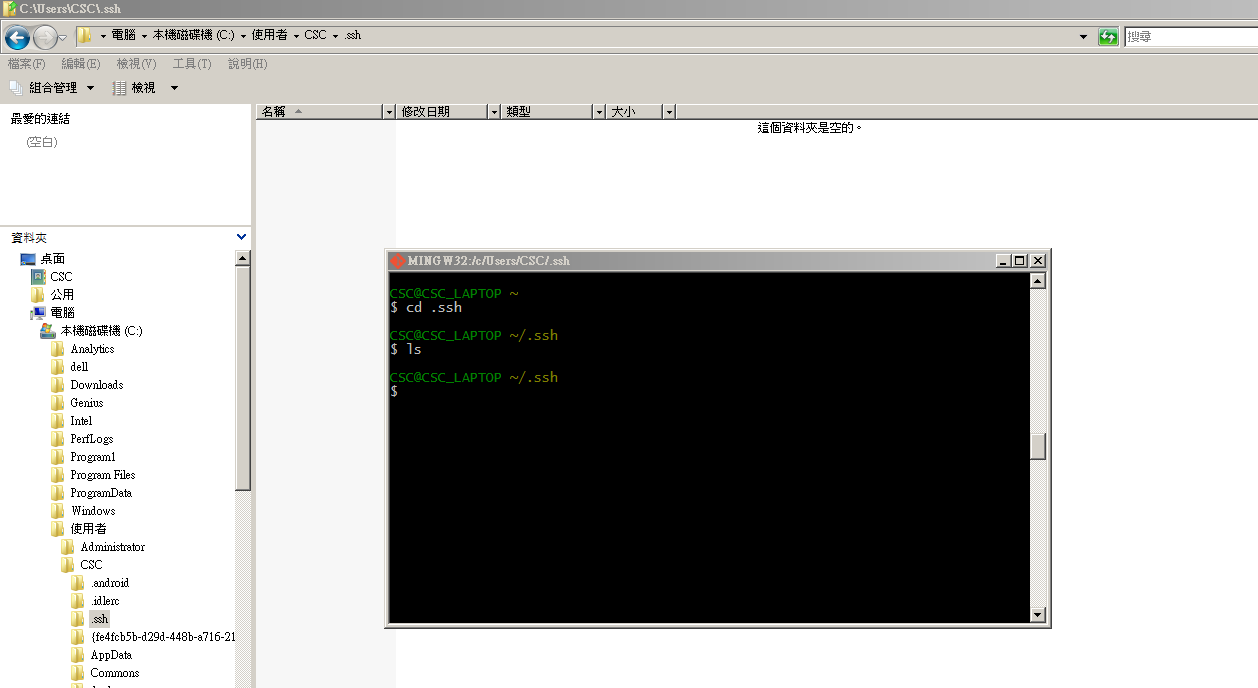 C:\Users\CSC\.ssh
電腦 本機磁碟機 (C:) 使用者 CSC .ssh
搜尋
檔案(F) 編輯(E) 檢視(V) 工具(T) 說明(H)
組合管理 檢視
最愛的連結
(空白)
資料夾
桌面
CSC
公用
電腦
本機磁碟機 (C:)
Analytics
dell
Downloads
Genius
Intel
PerfLogs
Program1
Program Files
ProgramData
Windows
使用者
Administrator
CSC
.android
.idlerc
.ssh
{fe4fcb5b-d29d-448b-a716-21
AppData
Commons
名稱 修改日期 類型 大小
這個資料夾是空的。
MINGW32:/c/Users/CSC/.ssh
CSC@CSC_LAPTOP ~
$ cd .ssh
CSC@CSC_LAPTOP ~/.ssh
$ ls
CSC@CSC_LAPTOP ~/.ssh
$